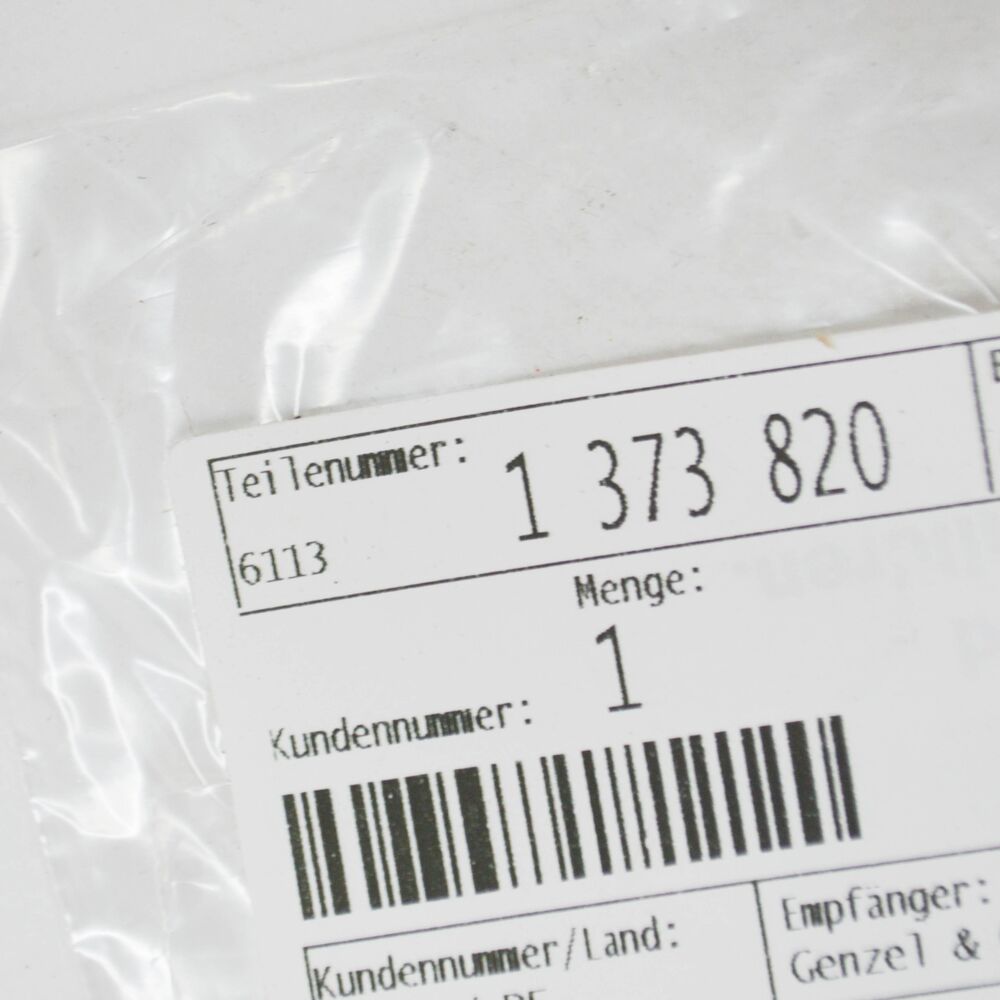 Teilenummer: 1 373 820
6113
Menge:
1
Kundennummer:
Kundennummer/Land:
Empfänger:
Genzel &